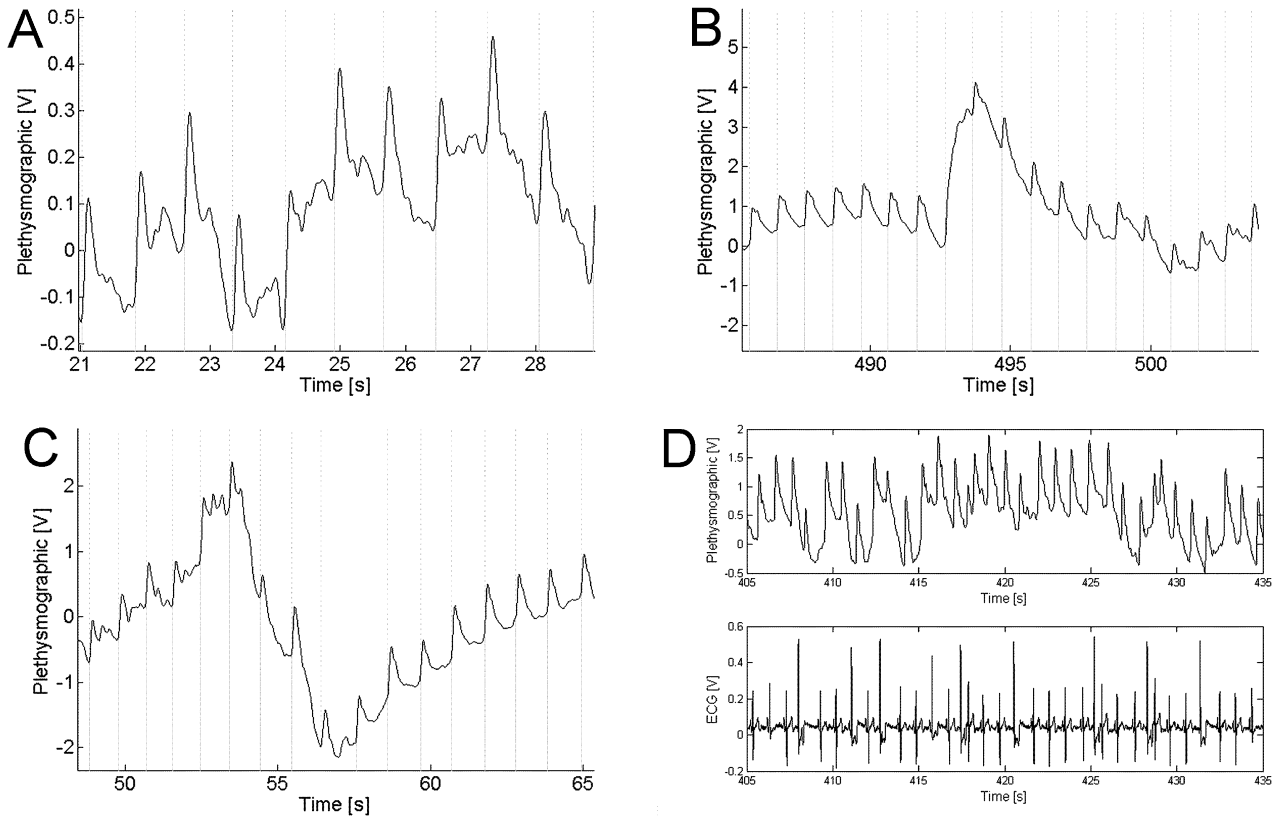 A
Plethysmographic [V]
0.5
0.4
0.3
0.2
0.1
0
-0.1
-0.2
21 22 23 24 25 26 27 28
Time [s]
B
Plethysmographic [V]
5
4
3
2
1
0
-1
-2
490 495 500
Time [s]
C
Plethysmographic [V]
2
1
0
-1
-2
50 55 60 65
Time [s]
D
Plethysmographic [V]
2
1.5
1
0.5
0
-0.5
405 410 415 420 425 430 435
Time [s]
ECG [V]
0.6
0.4
0.2
0
-0.2
405 410 415 420 425 430 435
Time [s]